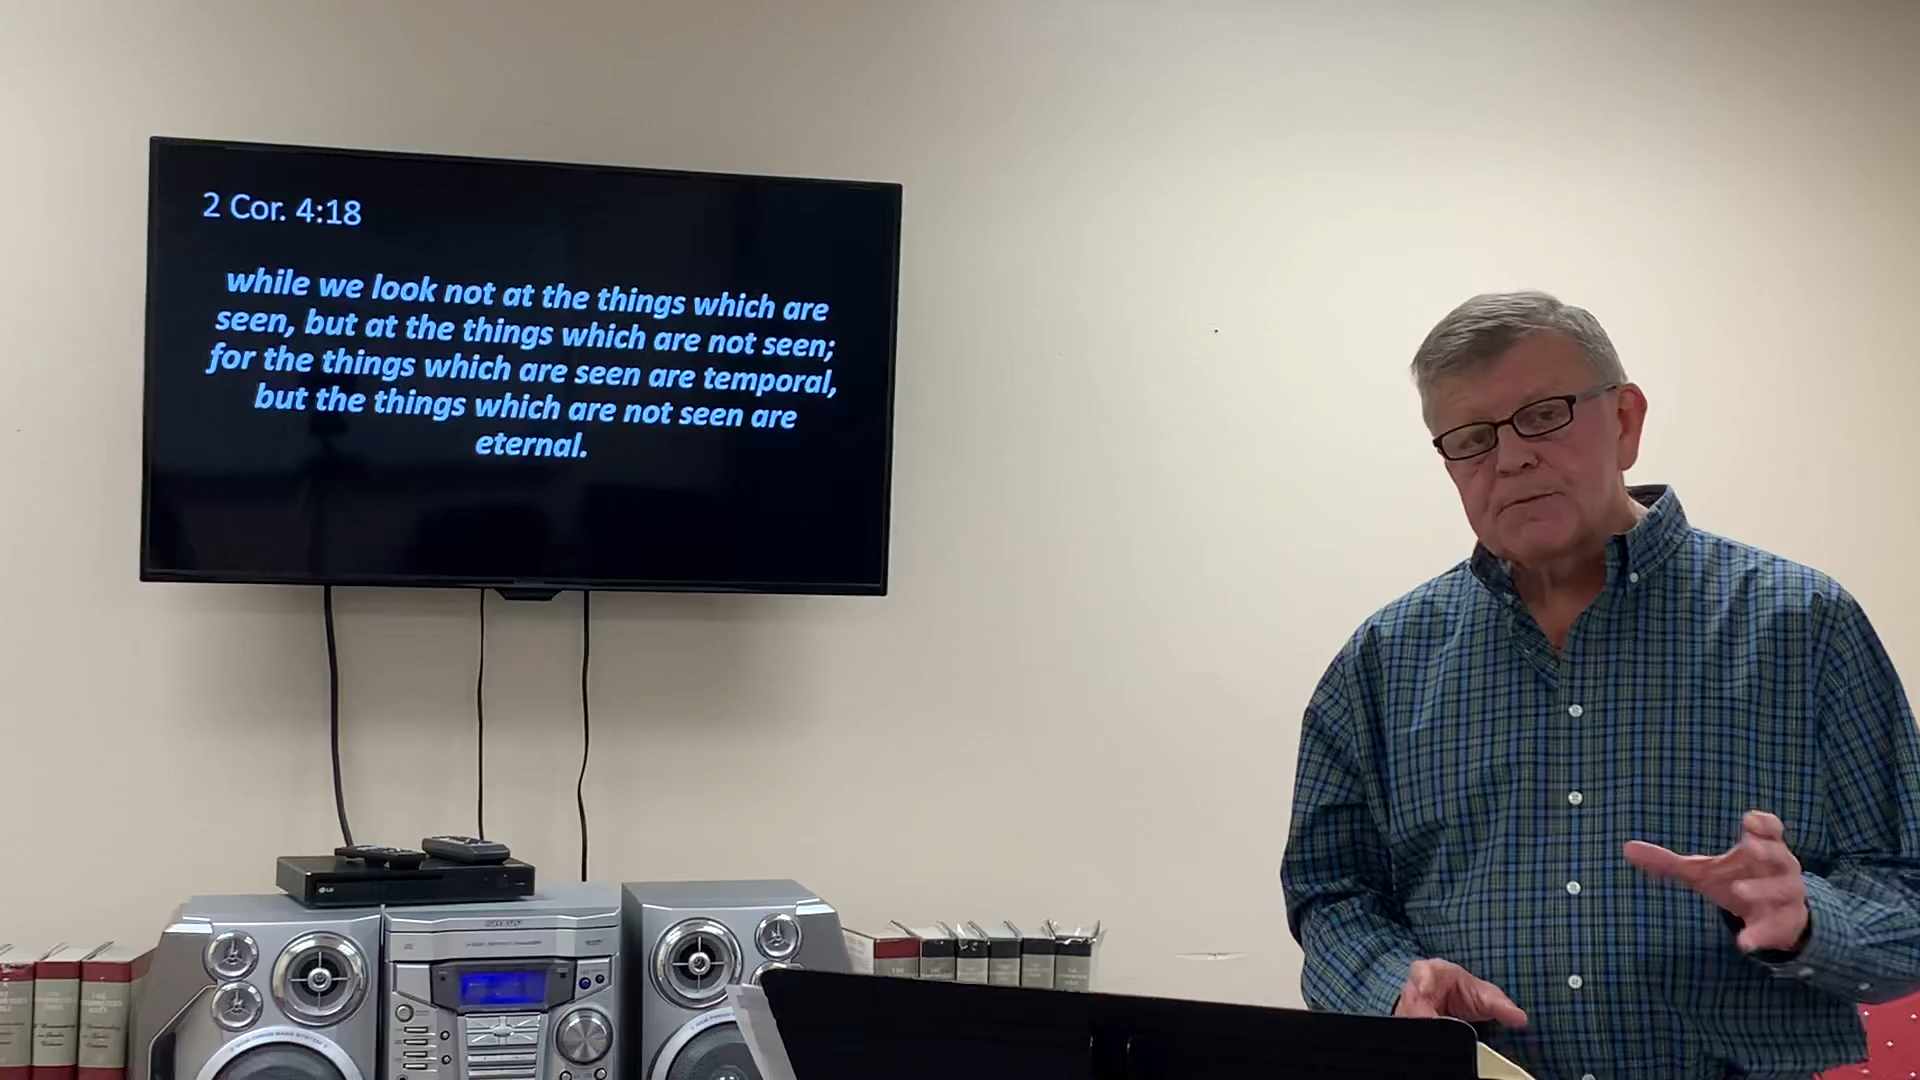 2 Cor. 4:18
while we look not at the things which are
seen, but at the things which are not seen;
for the things which are seen are temporal,
but the things which are not seen are
eternal.
LG